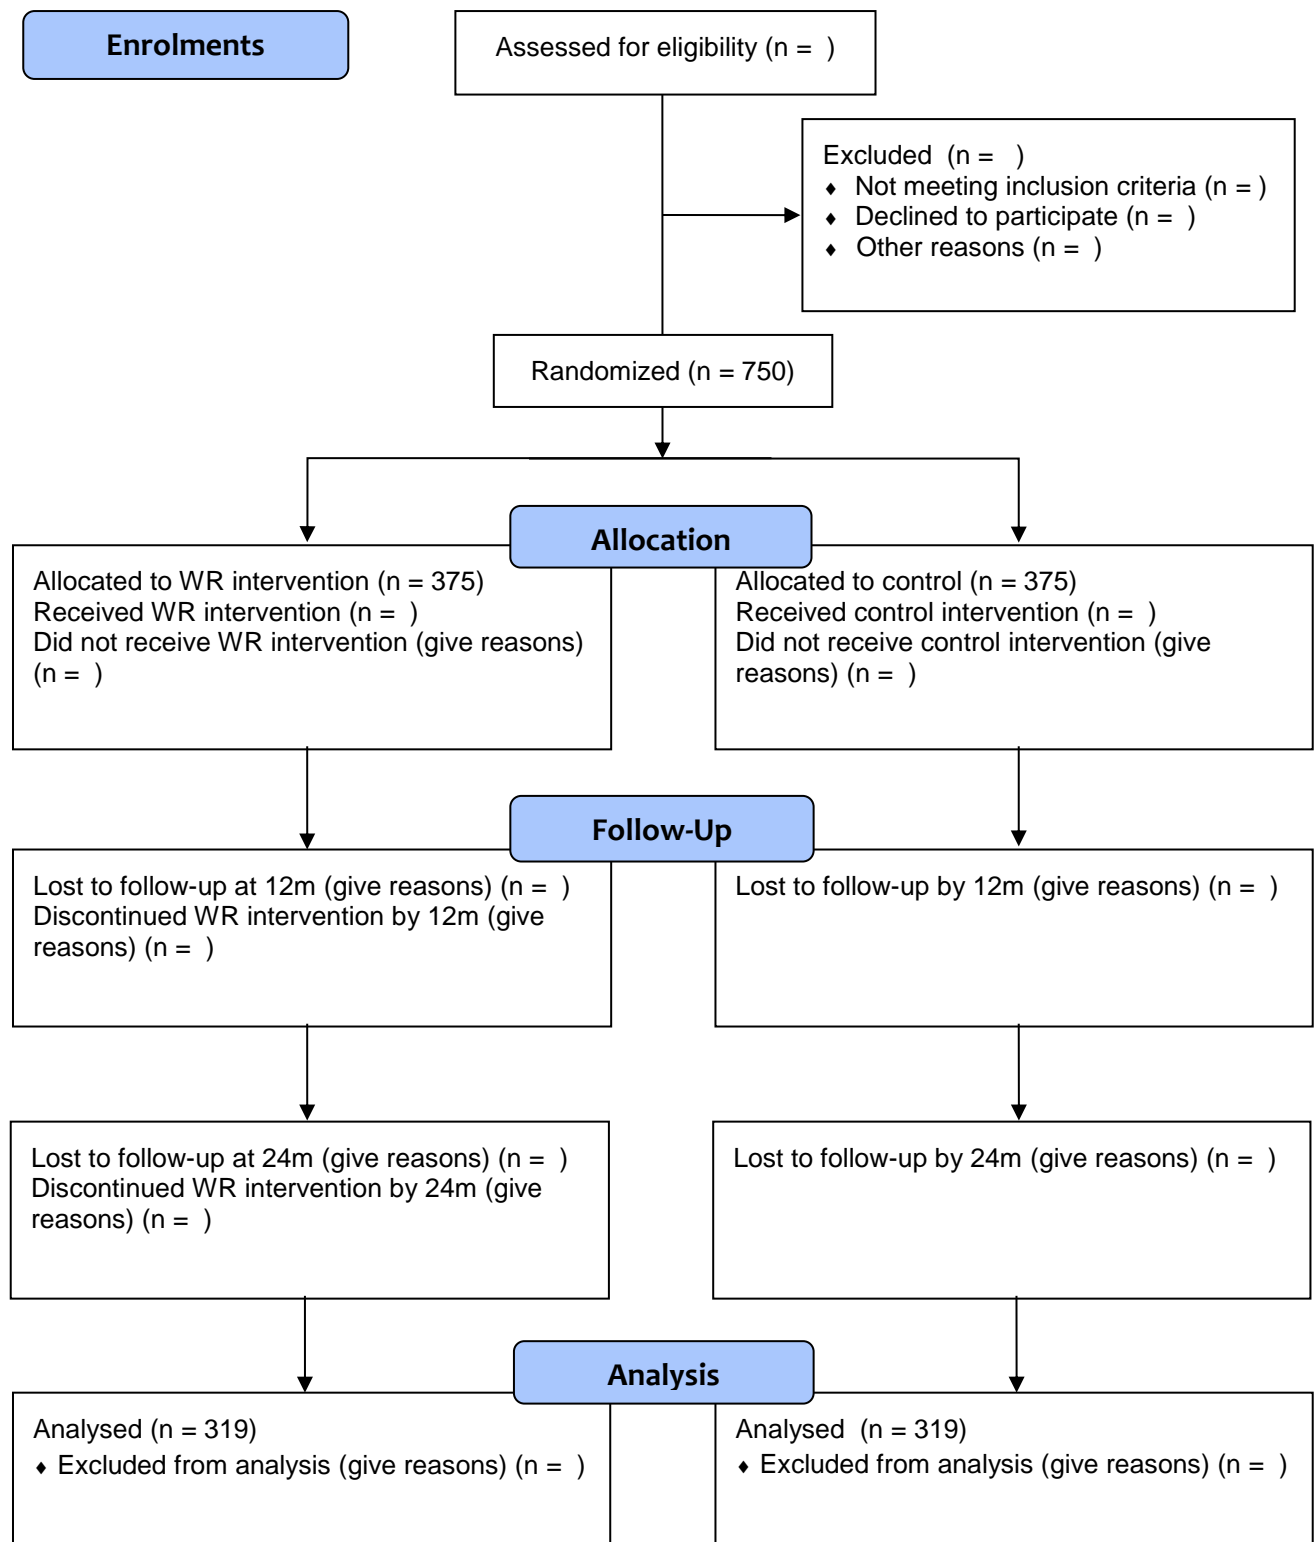 Enrolments
Assessed for eligibility (n =  )
Excluded  (n =   )
♦ Not meeting inclusion criteria (n = )
♦ Declined to participate (n =  )
♦ Other reasons (n =  )
Randomized (n = 750)
Allocation
Allocated to WR intervention (n = 375)
Received WR intervention (n =  )
Did not receive WR intervention (give reasons)
(n =  )
Allocated to control (n = 375)
Received control intervention (n =  )
Did not receive control intervention (give
reasons) (n =  )
Follow-Up
Lost to follow-up at 12m (give reasons) (n =  )
Discontinued WR intervention by 12m (give
reasons) (n =  )
Lost to follow-up by 12m (give reasons) (n =  )
Lost to follow-up at 24m (give reasons) (n =  )
Discontinued WR intervention by 24m (give
reasons) (n =  )
Lost to follow-up by 24m (give reasons) (n =  )
Analysis
Analysed (n = 319)
♦ Excluded from analysis (give reasons) (n =  )
Analysed  (n = 319)
♦ Excluded from analysis (give reasons) (n =  )